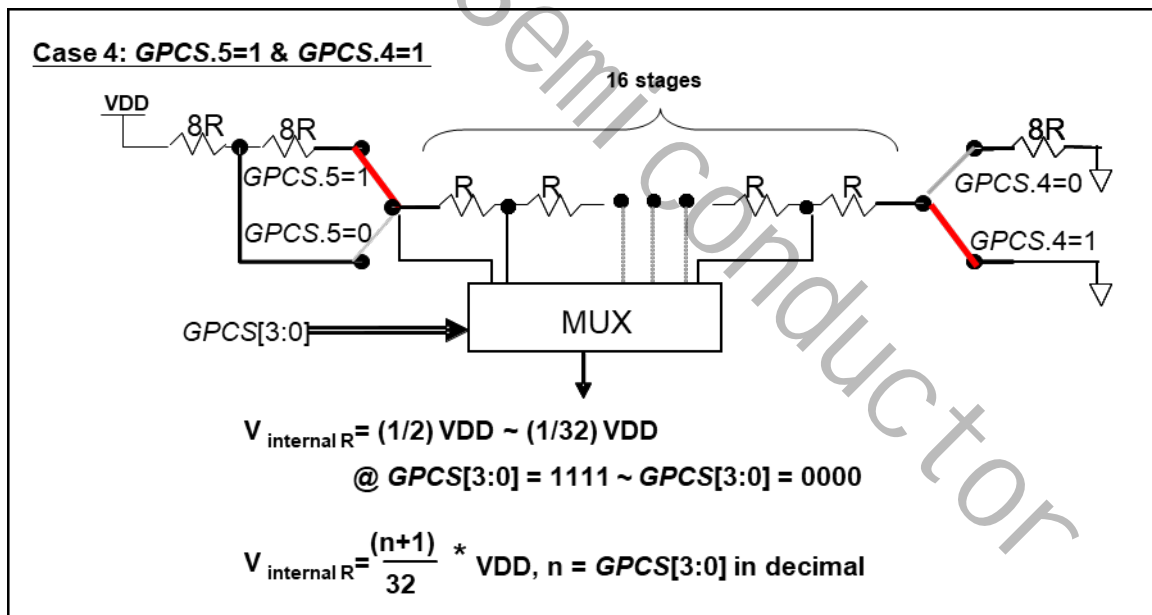 Case 4: GPCS.5=1 & GPCS.4=1
16 stages
VDD
8R
8R
8R
GPCS.5=1
GPCS.5=0
R
R
R
R
GPCS.4=0
GPCS.4=1
GPCS[3:0]
MUX
V internal R = (1/2) VDD ~ (1/32) VDD
@ GPCS[3:0] = 1111 ~ GPCS[3:0] = 0000
V internal R = (n+1)/32 * VDD, n = GPCS[3:0] in decimal
Semiconductor